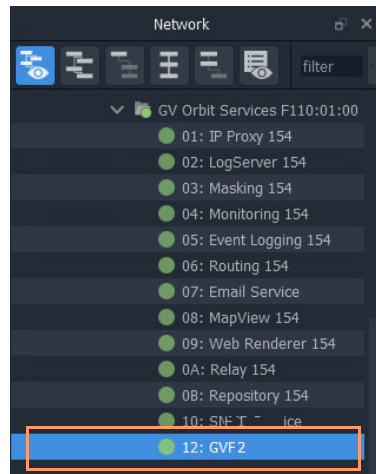 Network
filter
GV Orbit Services F110:01:00
01: IP Proxy 154
02: LogServer 154
03: Masking 154
04: Monitoring 154
05: Event Logging 154
06: Routing 154
07: Email Service
08: MapView 154
09: Web Renderer 154
0A: Relay 154
0B: Repository 154
10:
12: GVF2